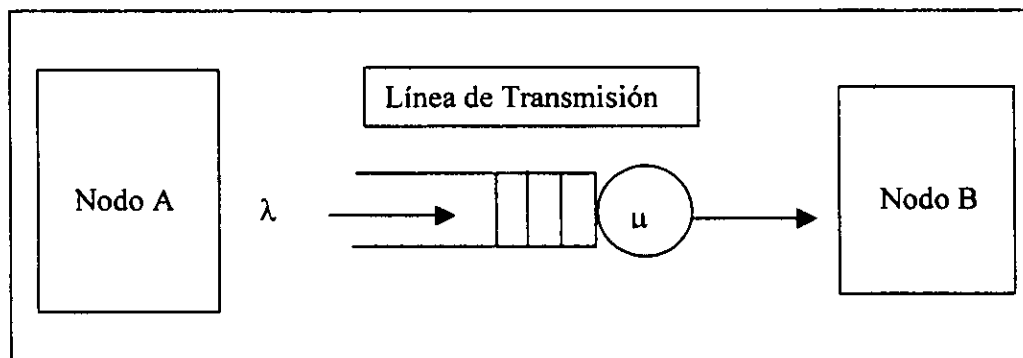 Línea de Transmisión
Nodo A
λ
μ
Nodo B